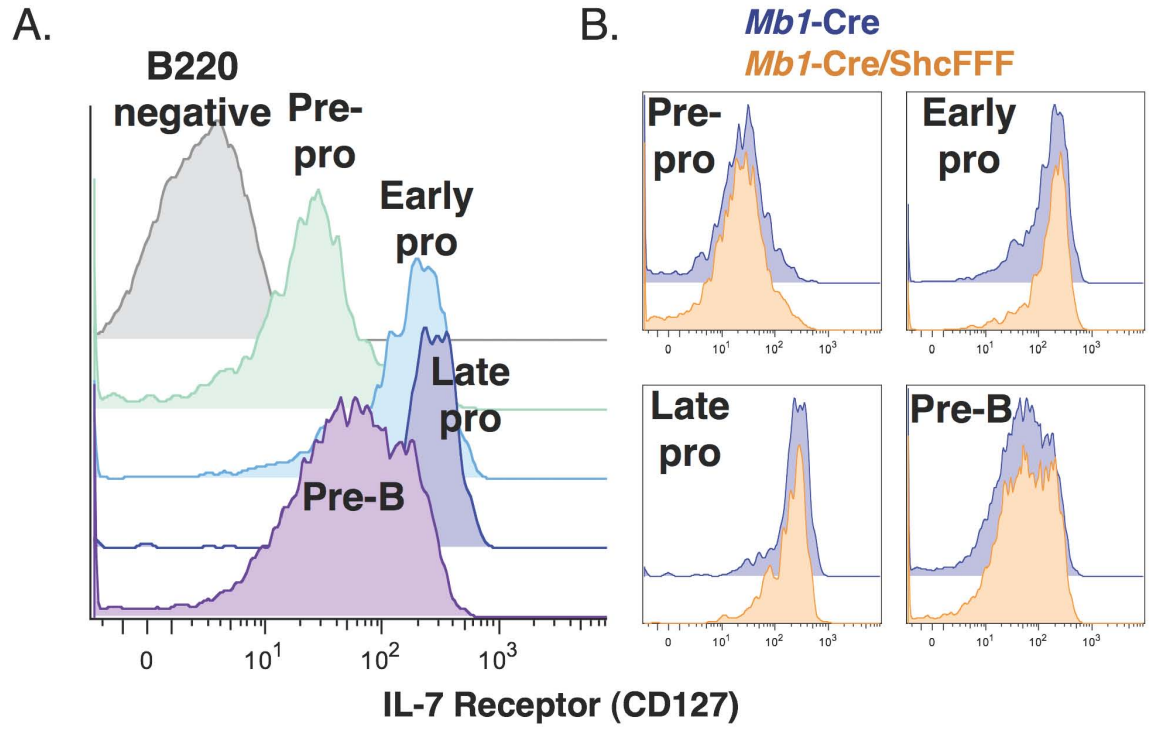 A.
B220
negative
Pre-
pro
Early
pro
Late
pro
Pre-B
0 10¹ 10² 10³
B.
Mb1-Cre
Mb1-Cre/ShcFFF
Pre-
pro
0 10¹ 10² 10³
Early
pro
0 10¹ 10² 10³
Late
pro
0 10¹ 10² 10³
Pre-B
0 10¹ 10² 10³
IL-7 Receptor (CD127)